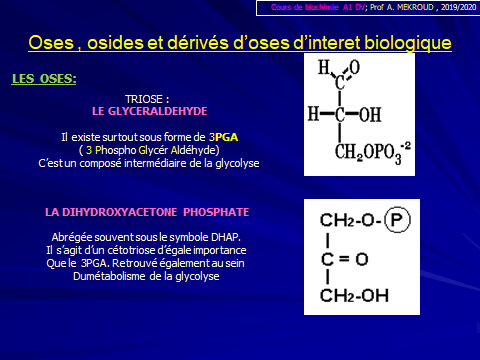 Cours de biochimie A1 DV; Prof A. MEKROUD , 2019/2020
Oses , osides et dérivés d'oses d'interet biologique
LES OSES:
TRIOSE :
LE GLYCERALDEHYDE
Il existe surtout sous forme de 3PGA
( 3 Phospho Glycér Aldéhyde)
C'est un composé intermédiaire de la glycolyse
H O
C
H—C—OH
CH₂OPO₃⁻²
LA DIHYDROXYACETONE PHOSPHATE
Abrégée souvent sous le symbole DHAP.
Il s'agit d'un cétotriose d'égale importance
Que le 3PGA. Retrouvé également au sein
Dumétabolisme de la glycolyse
CH2-O-P
C = O
CH2-OH